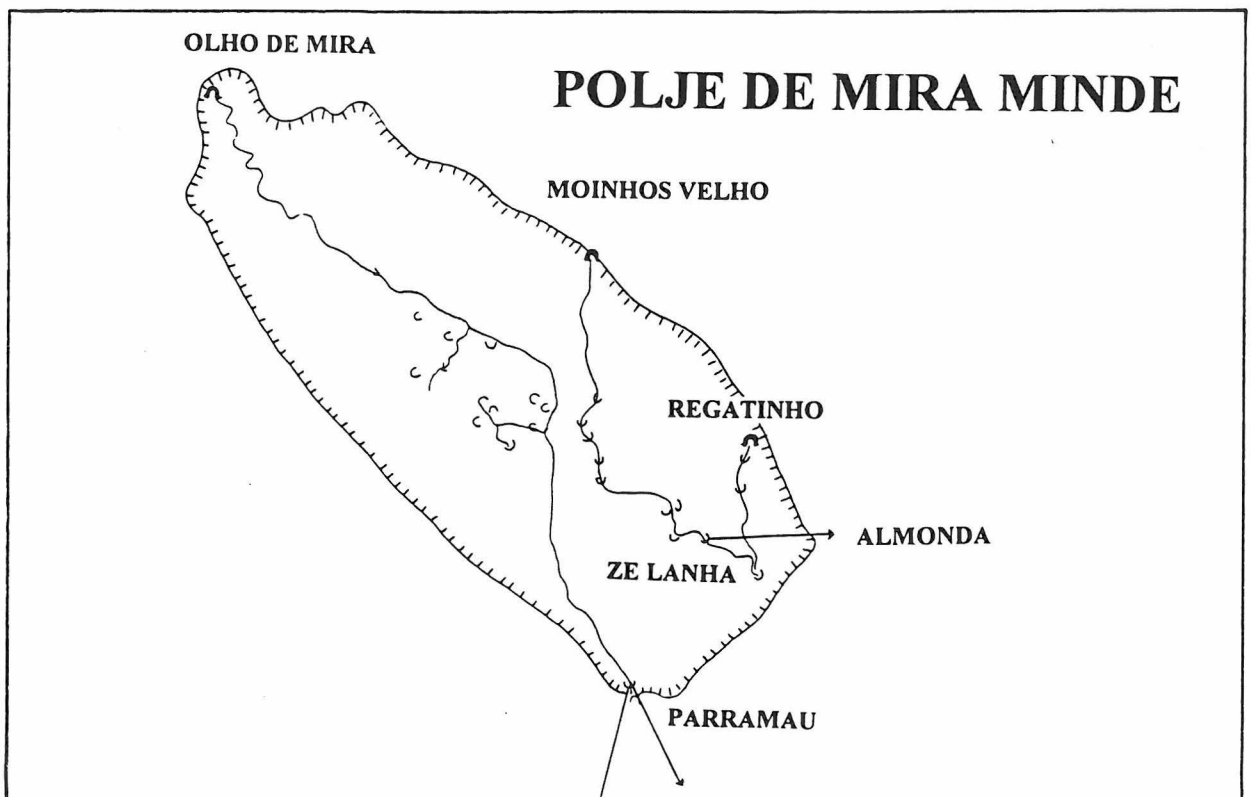 OLHO DE MIRA
POLJE DE MIRA MINDE
MOINHOS VELHO
REGATINHO
ALMONDA
ZE LANHA
PARRAMAU